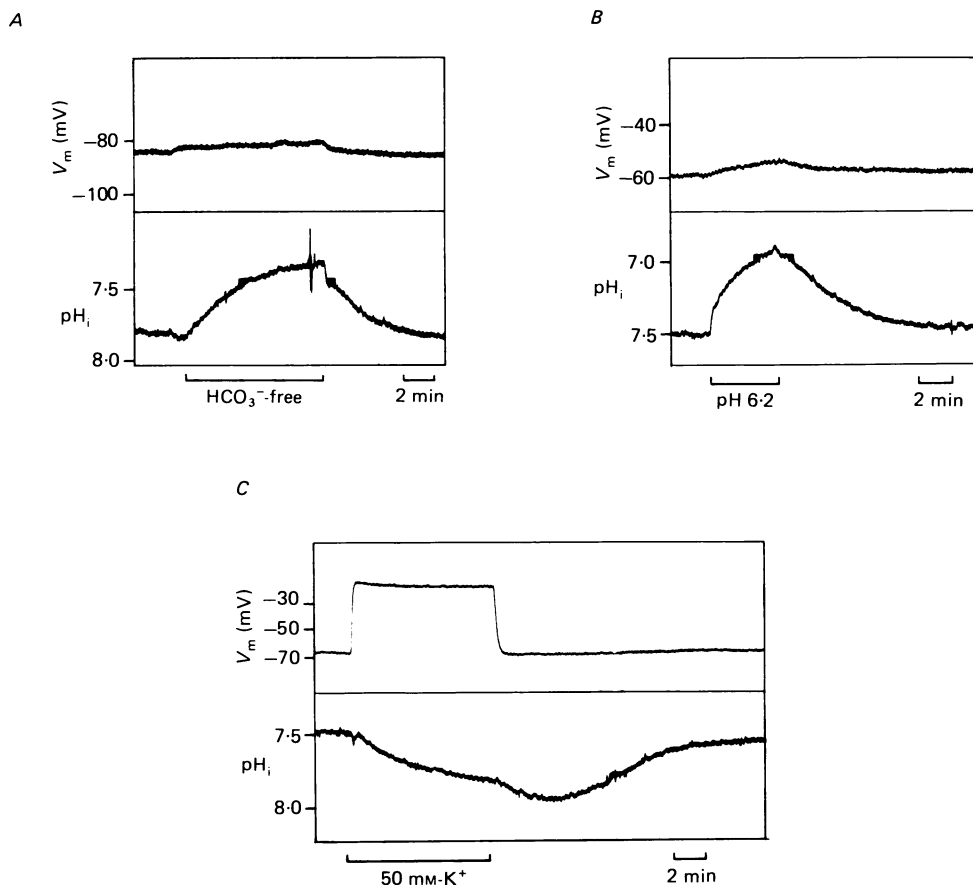 A
V_m (mV)
−80
−100
pH_i
7·5
8·0
HCO₃⁻-free
2 min
B
V_m (mV)
−40
−60
pH_i
7·0
7·5
pH 6·2
2 min
C
V_m (mV)
−30
−50
−70
pH_i
7·5
8·0
50 mM-K⁺
2 min